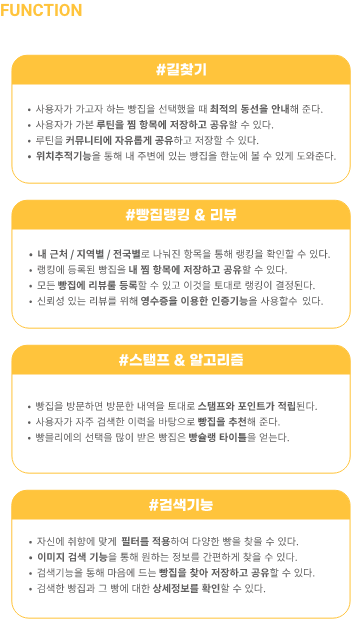 FUNCTION
#길찾기
• 사용자가 가고자 하는 빵집을 선택했을 때 최적의 동선을 안내해 준다.
• 사용자가 가본 루틴을 찜 항목에 저장하고 공유할 수 있다.
• 루틴을 커뮤니티에 자유롭게 공유하고 저장할 수 있다.
• 위치추적기능을 통해 내 주변에 있는 빵집을 한눈에 볼 수 있게 도와준다.
#빵집랭킹 & 리뷰
• 내 근처 / 지역별 / 전국별로 나눠진 항목을 통해 랭킹을 확인할 수 있다.
• 랭킹에 등록된 빵집을 내 찜 항목에 저장하고 공유할 수 있다.
• 모든 빵집에 리뷰를 등록할 수 있고 이것을 토대로 랭킹이 결정된다.
• 신뢰성 있는 리뷰를 위해 영수증을 이용한 인증기능을 사용할수 있다.
#스탬프 & 알고리즘
• 빵집을 방문하면 방문한 내역을 토대로 스탬프와 포인트가 적립된다.
• 사용자가 자주 검색한 이력을 바탕으로 빵집을 추천해 준다.
• 빵믈리에의 선택을 많이 받은 빵집은 빵슐랭 타이틀을 얻는다.
#검색기능
• 자신에 취향에 맞게 필터를 적용하여 다양한 빵을 찾을 수 있다.
• 이미지 검색 기능을 통해 원하는 정보를 간편하게 찾을 수 있다.
• 검색기능을 통해 마음에 드는 빵집을 찾아 저장하고 공유할 수 있다.
• 검색한 빵집과 그 빵에 대한 상세정보를 확인할 수 있다.